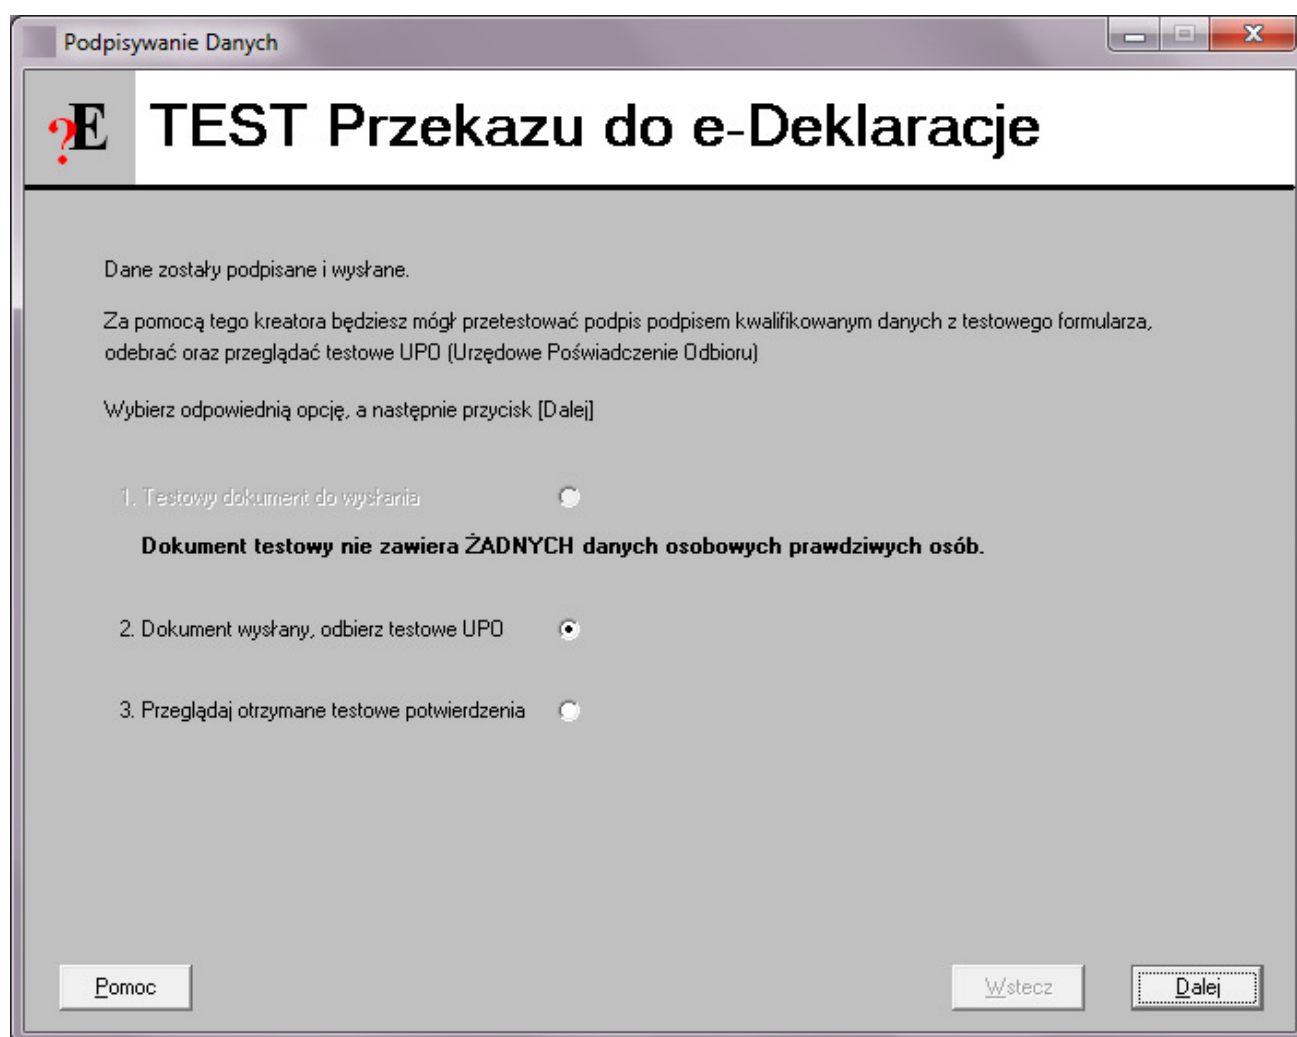 Podpisywanie Danych
?E
TEST Przekazu do e-Deklaracje
Dane zostały podpisane i wysłane.
Za pomocą tego kreatora będziesz mógł przetestować podpis podpisem kwalifikowanym danych z testowego formularza,
odebrać oraz przeglądać testowe UPO (Urzędowe Poświadczenie Odbioru)
Wybierz odpowiednią opcję, a następnie przycisk [Dalej]
1. Testowy dokument do wysłania
Dokument testowy nie zawiera ŻADNYCH danych osobowych prawdziwych osób.
2. Dokument wysłany, odbierz testowe UPO
3. Przeglądaj otrzymane testowe potwierdzenia
Pomoc
Wstecz
Dalej